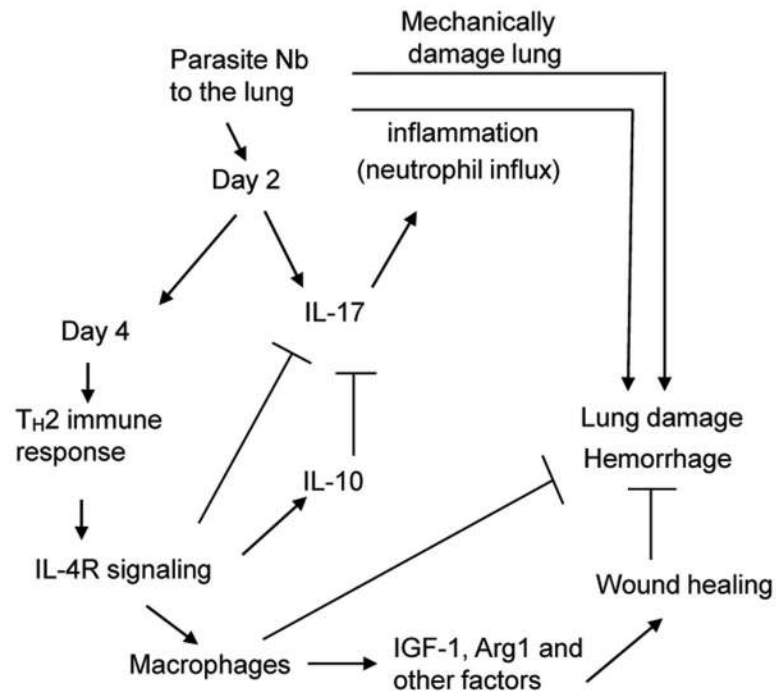 Mechanically
damage lung
Parasite Nb
to the lung
inflammation
(neutrophil influx)
Day 2
IL-17
Day 4
TH2 immune
response
Lung damage
Hemorrhage
IL-10
IL-4R signaling
Wound healing
Macrophages
IGF-1, Arg1 and
other factors